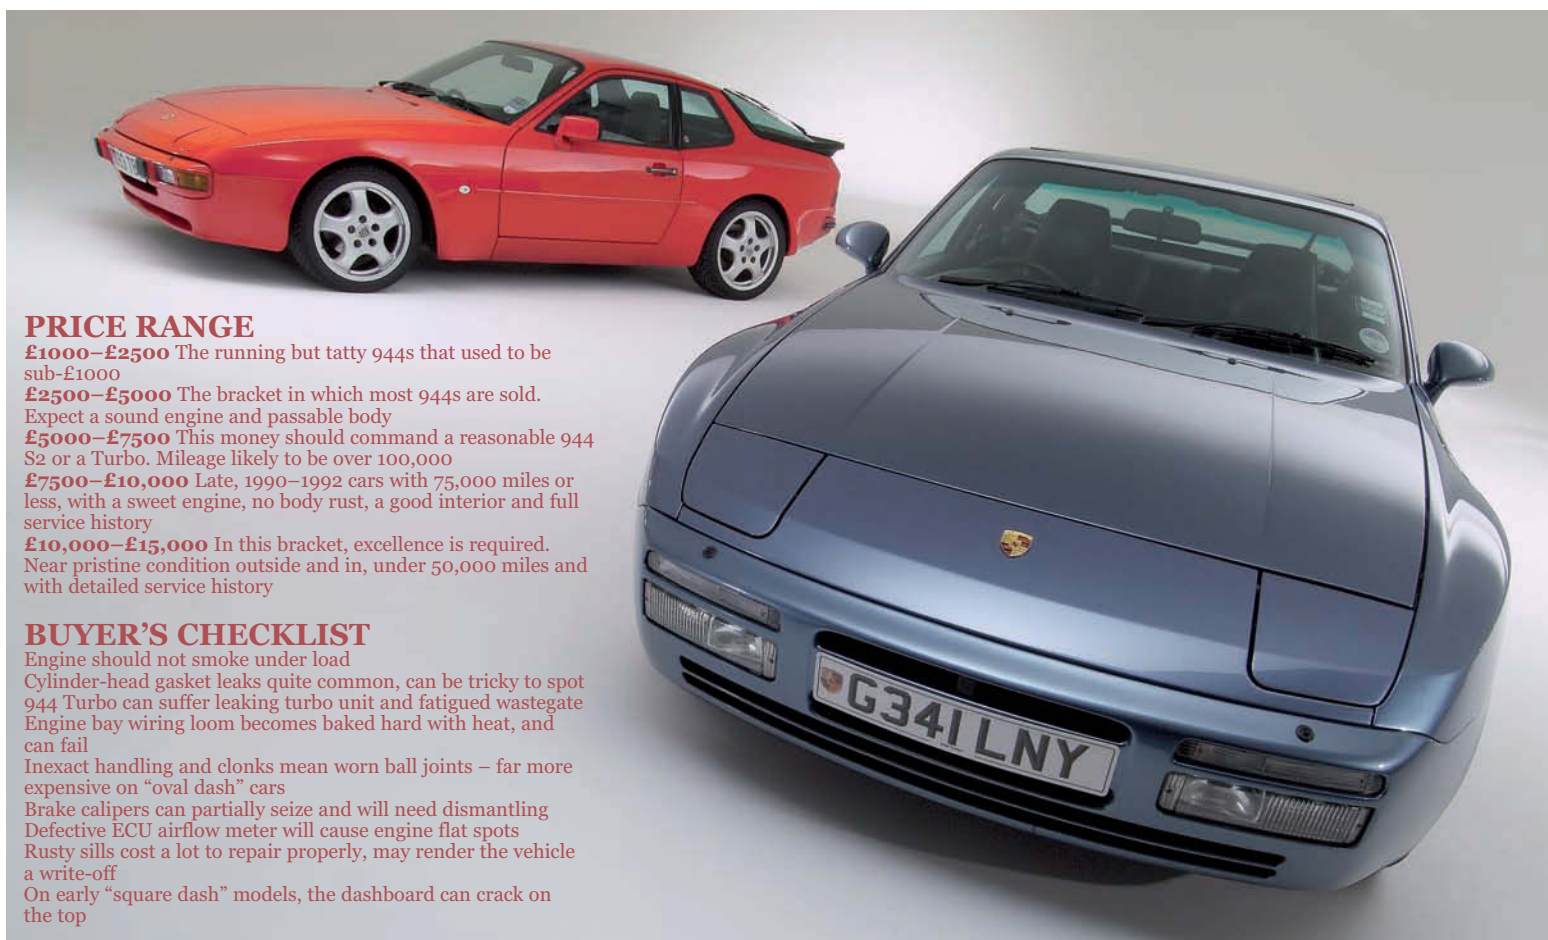 PRICE RANGE
£1000–£2500 The running but tatty 944s that used to be
sub-£1000
£2500–£5000 The bracket in which most 944s are sold.
Expect a sound engine and passable body
£5000–£7500 This money should command a reasonable 944
S2 or a Turbo. Mileage likely to be over 100,000
£7500–£10,000 Late, 1990–1992 cars with 75,000 miles or
less, with a sweet engine, no body rust, a good interior and full
service history
£10,000–£15,000 In this bracket, excellence is required.
Near pristine condition outside and in, under 50,000 miles and
with detailed service history
BUYER’S CHECKLIST
Engine should not smoke under load
Cylinder-head gasket leaks quite common, can be tricky to spot
944 Turbo can suffer leaking turbo unit and fatigued wastegate
Engine bay wiring loom becomes baked hard with heat, and
can fail
Inexact handling and clonks mean worn ball joints – far more
expensive on “oval dash” cars
Brake calipers can partially seize and will need dismantling
Defective ECU airflow meter will cause engine flat spots
Rusty sills cost a lot to repair properly, may render the vehicle
a write-off
On early “square dash” models, the dashboard can crack on
the top
G341 LNY